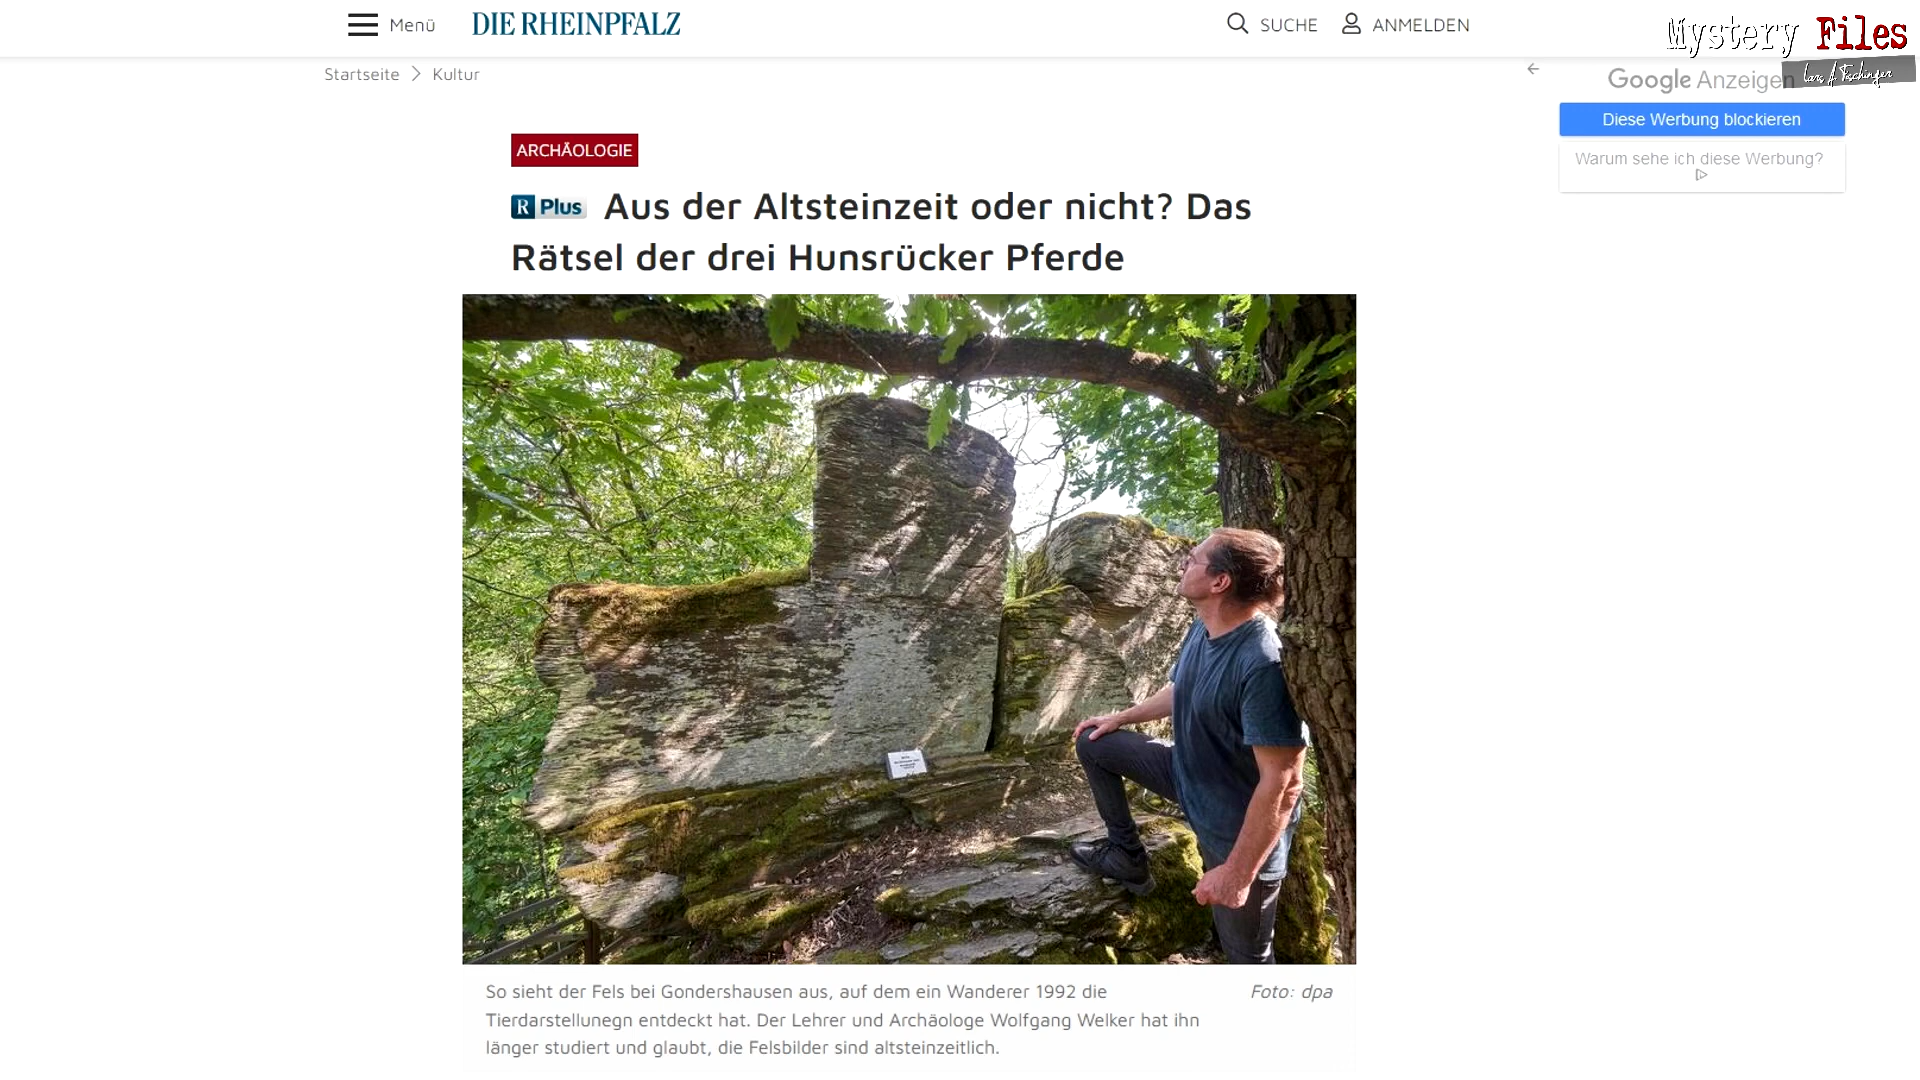 Menü
DIE RHEINPFALZ
SUCHE
ANMELDEN
Mystery Files
Lars A. Fischinger
Startseite
Kultur
Google Anzeigen
Diese Werbung blockieren
Warum sehe ich diese Werbung?
ARCHÄOLOGIE
R Plus Aus der Altsteinzeit oder nicht? Das
Rätsel der drei Hunsrücker Pferde
So sieht der Fels bei Gondershausen aus, auf dem ein Wanderer 1992 die
Tierdarstellunegn entdeckt hat. Der Lehrer und Archäologe Wolfgang Welker hat ihn
länger studiert und glaubt, die Felsbilder sind altsteinzeitlich.
Foto: dpa